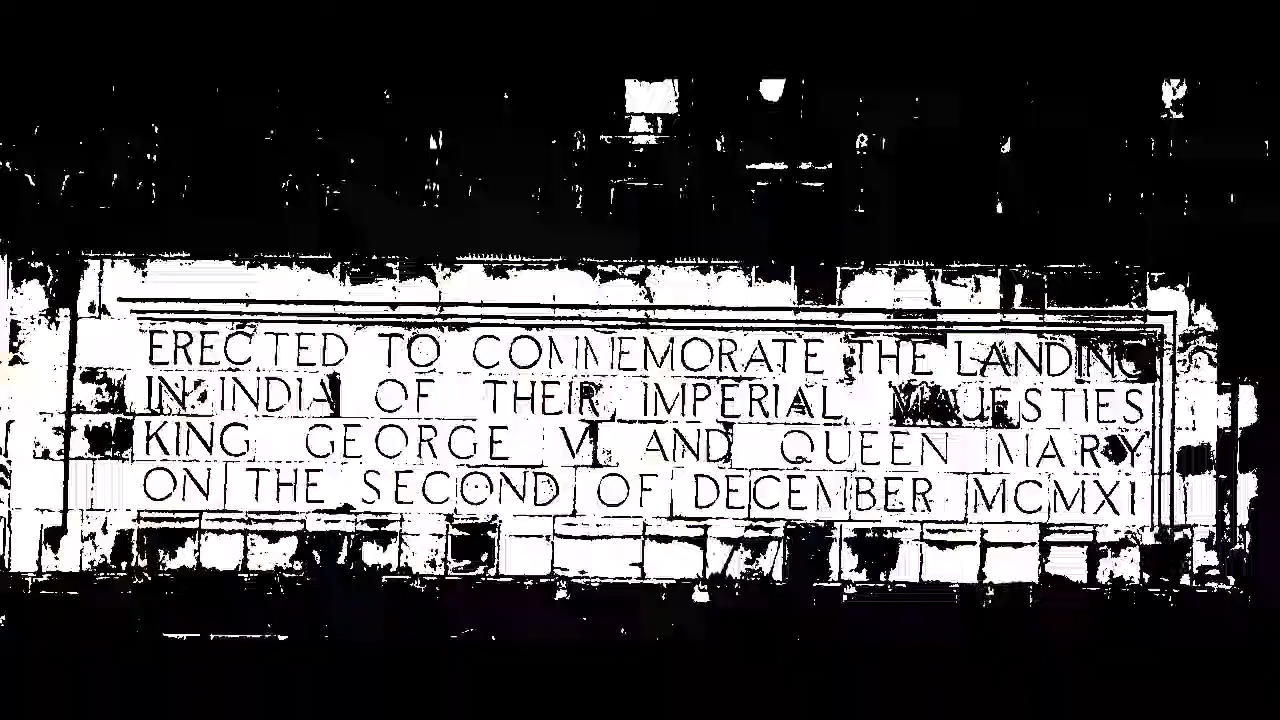 ERECTED TO COMMEMORATE THE LANDING
IN INDIA OF THEIR IMPERIAL MAJESTIES
KING GEORGE V AND QUEEN MARY
ON THE SECOND OF DECEMBER MCMXI